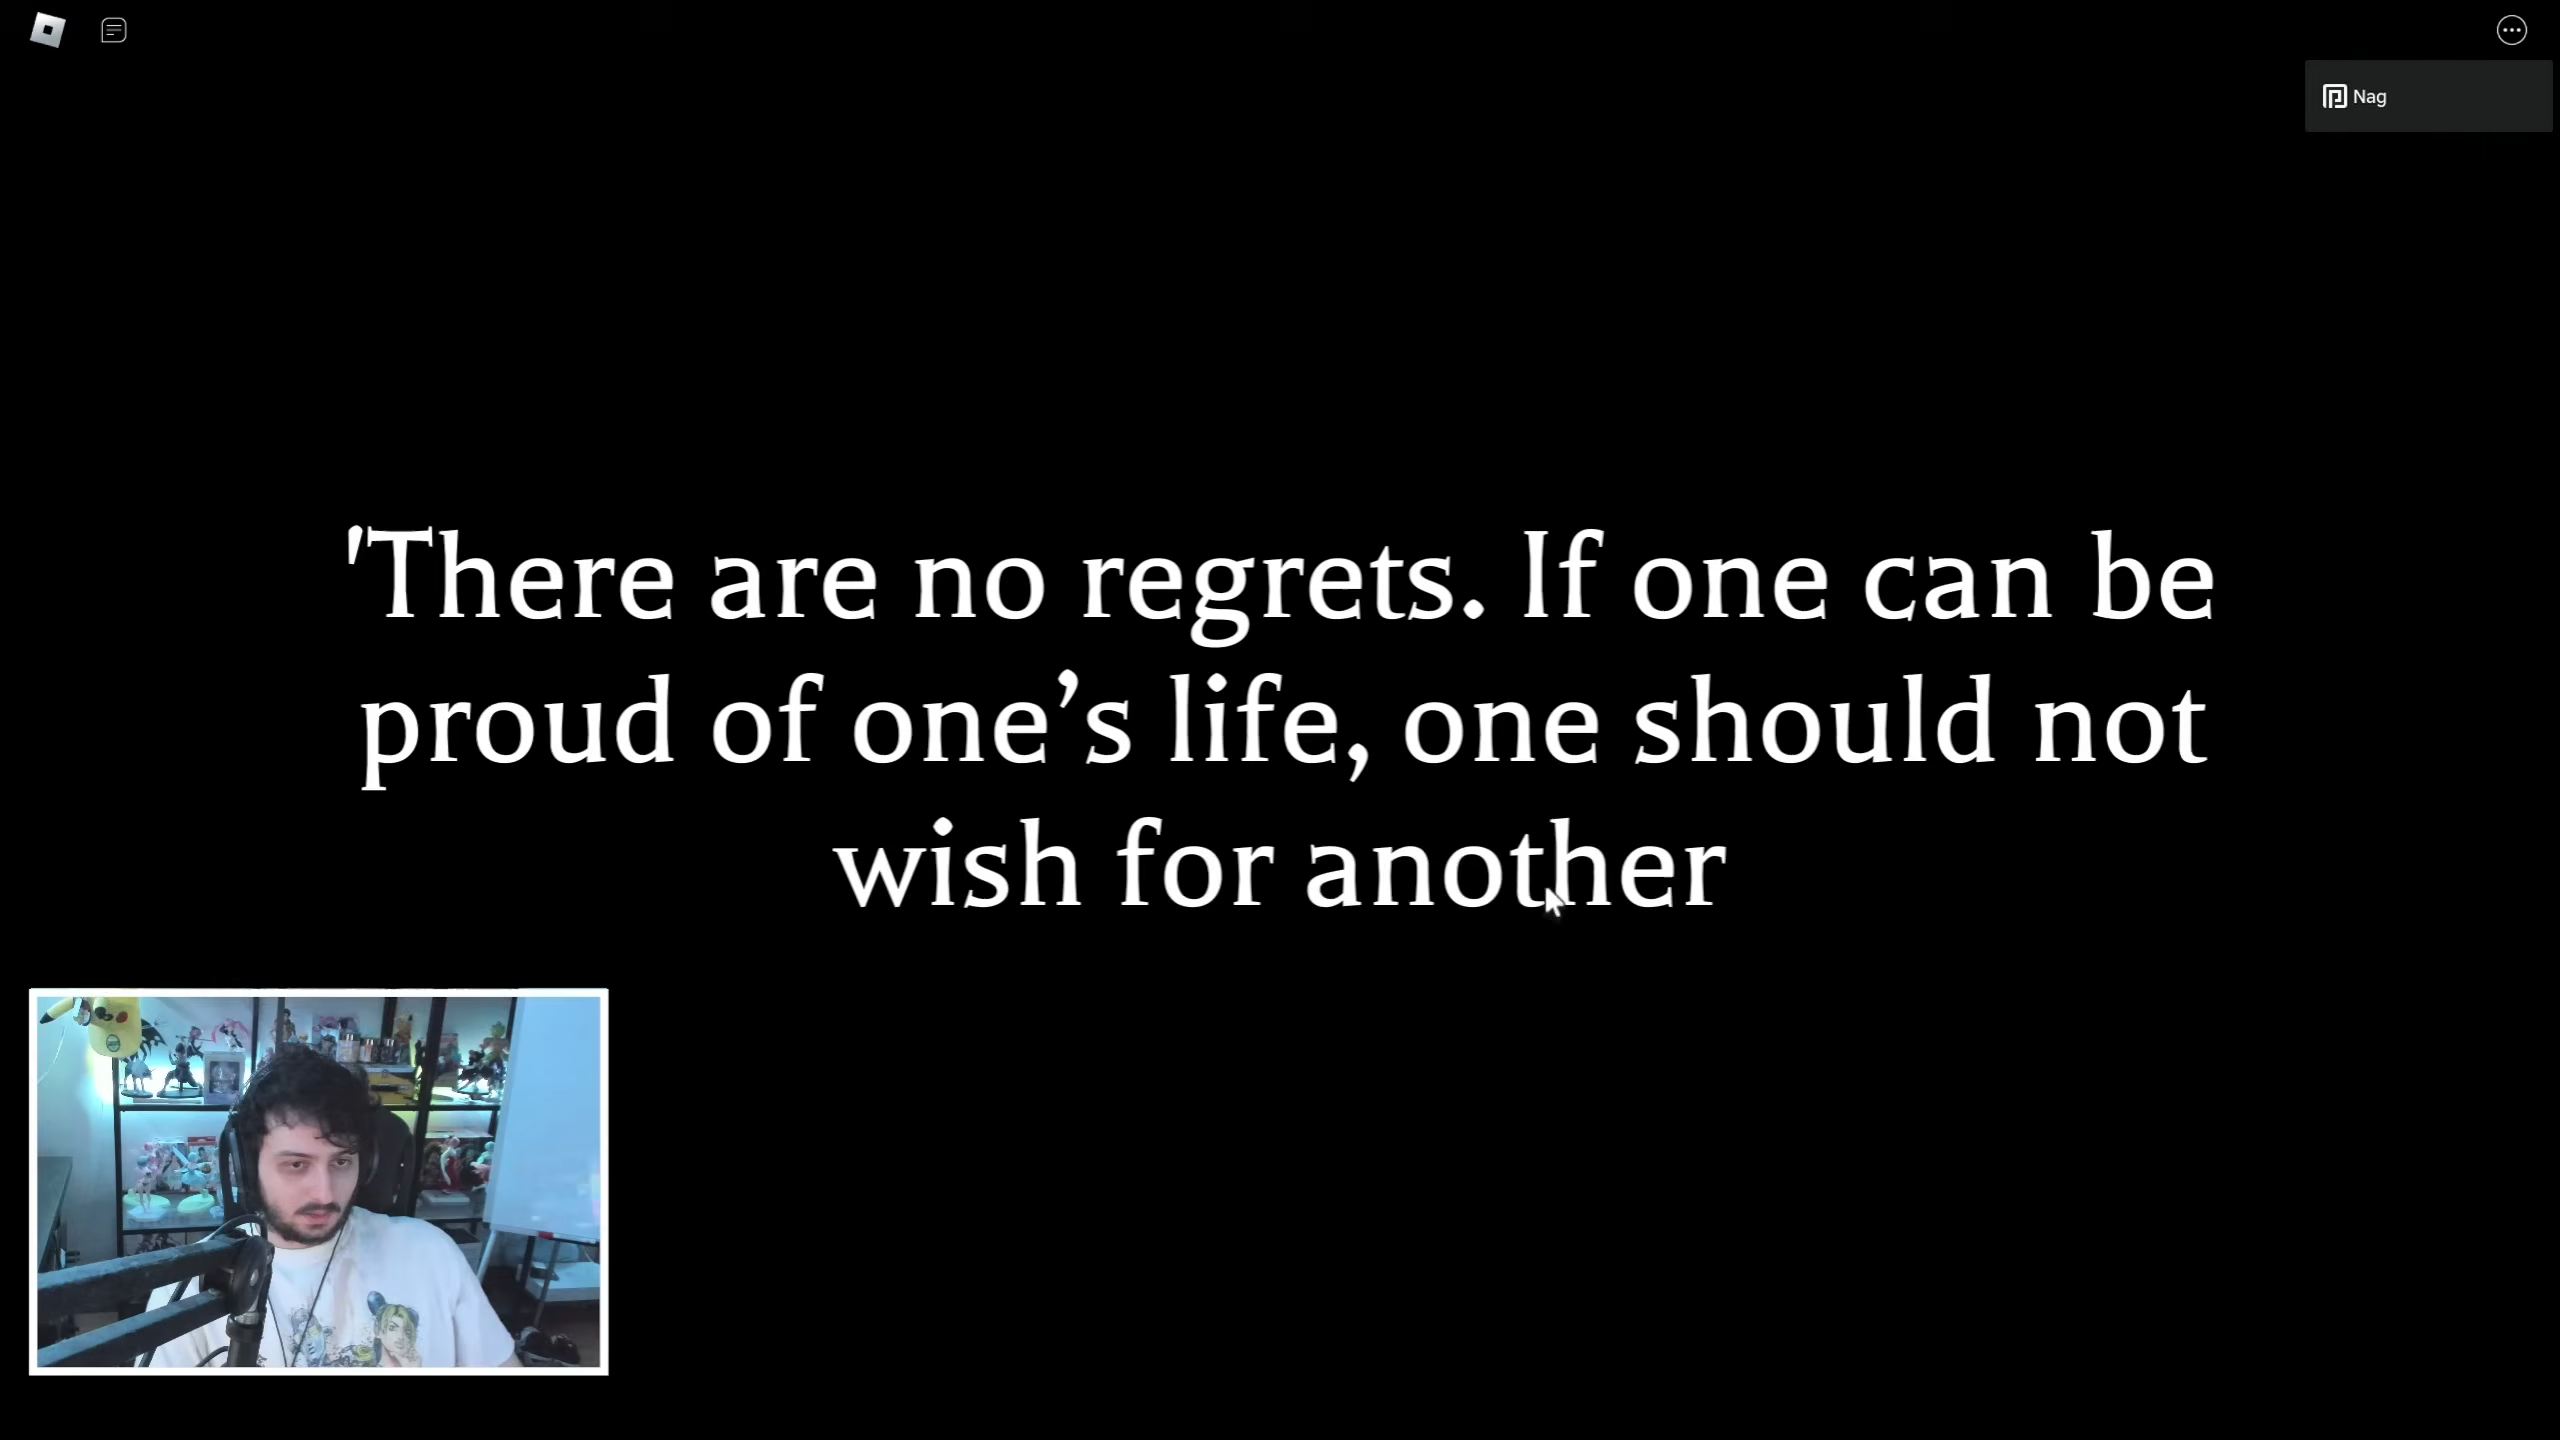 Nag
'There are no regrets. If one can be
proud of one’s life, one should not
wish for another